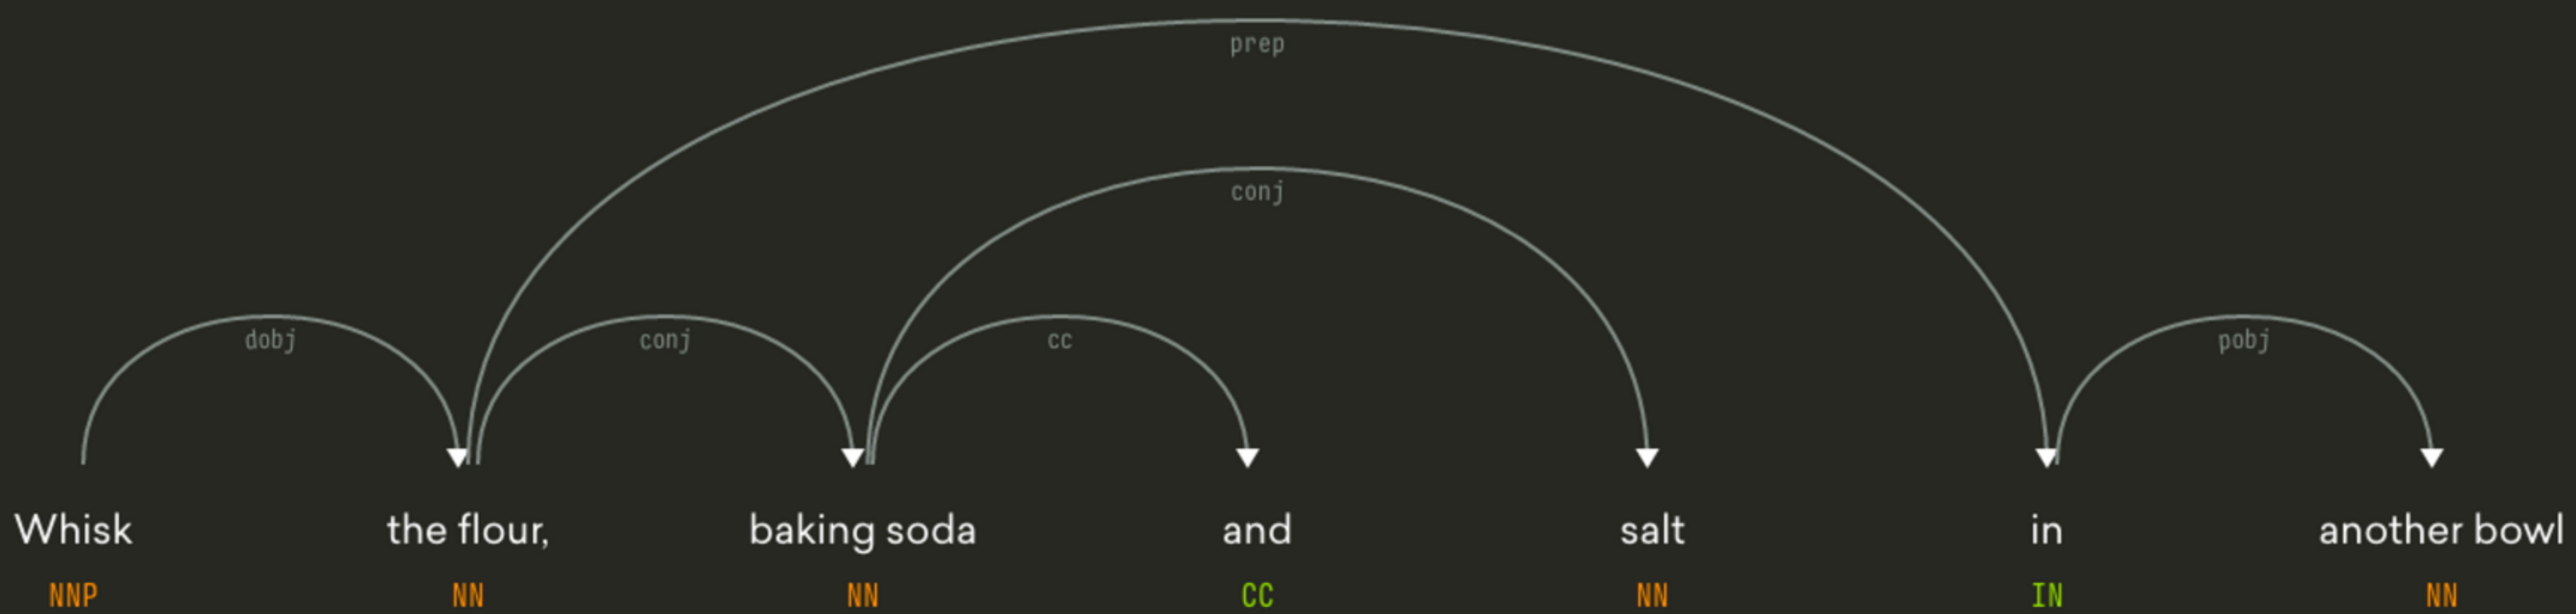 prep
conj
dobj conj cc pobj
Whisk the flour, baking soda and salt in another bowl
NNP NN NN CC NN IN NN